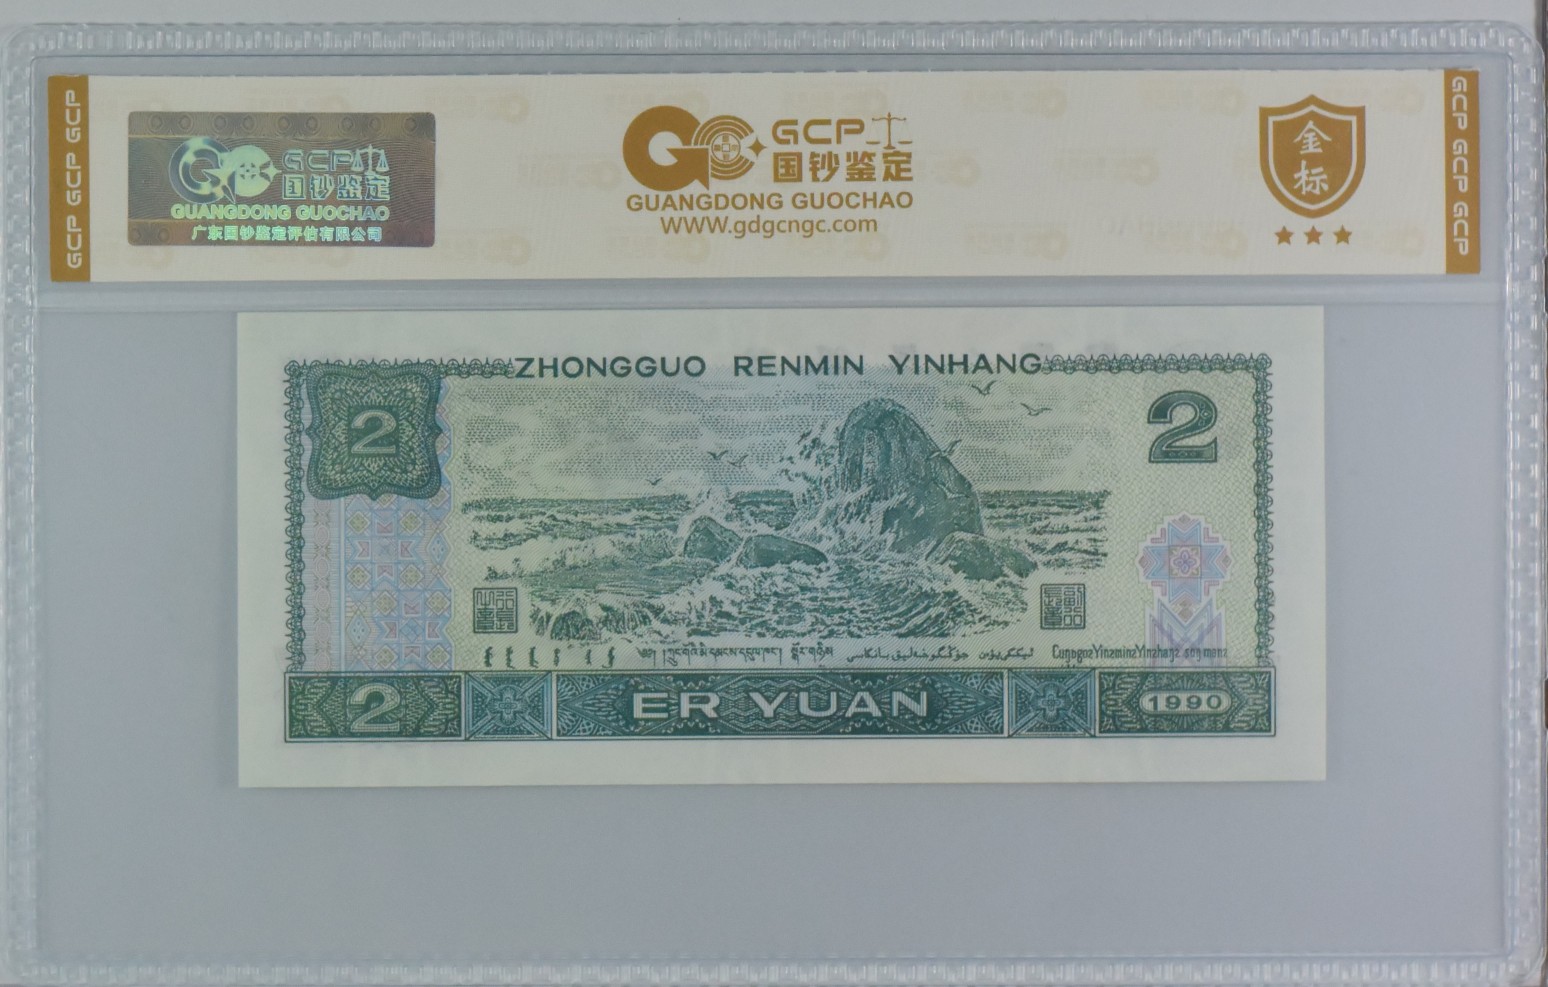 GCP GCP GCP
GCP
国钞鉴定
GUANGDONG GUOCHAO
广东国钞鉴定评估有限公司
GCP
国钞鉴定
GUANGDONG GUOCHAO
WWW.gdgcngc.com
金标
GCP GCP GCP
ZHONGGUO RENMIN YINHANG
2
2
2
ER YUAN
1990